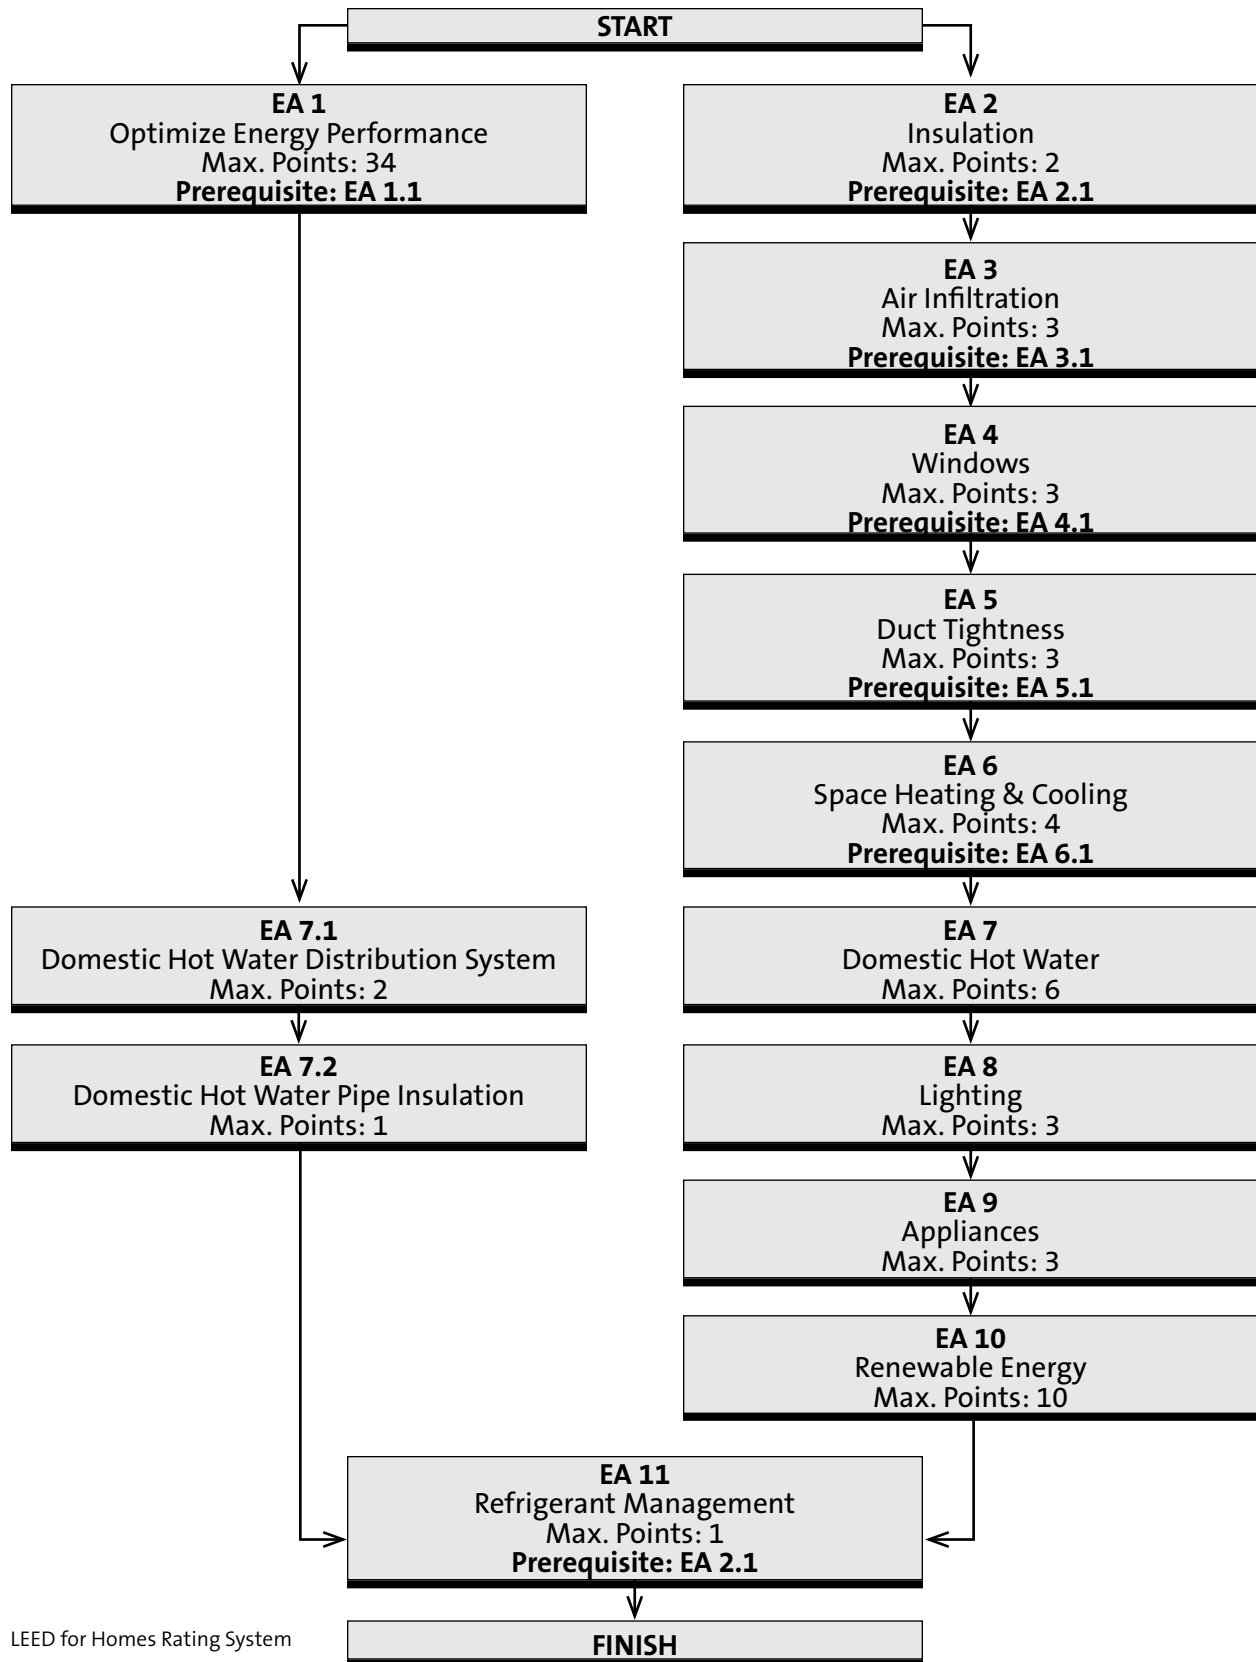 START
EA 1
Optimize Energy Performance
Max. Points: 34
Prerequisite: EA 1.1
EA 2
Insulation
Max. Points: 2
Prerequisite: EA 2.1
EA 3
Air Infiltration
Max. Points: 3
Prerequisite: EA 3.1
EA 4
Windows
Max. Points: 3
Prerequisite: EA 4.1
EA 5
Duct Tightness
Max. Points: 3
Prerequisite: EA 5.1
EA 6
Space Heating & Cooling
Max. Points: 4
Prerequisite: EA 6.1
EA 7.1
Domestic Hot Water Distribution System
Max. Points: 2
EA 7
Domestic Hot Water
Max. Points: 6
EA 7.2
Domestic Hot Water Pipe Insulation
Max. Points: 1
EA 8
Lighting
Max. Points: 3
EA 9
Appliances
Max. Points: 3
EA 10
Renewable Energy
Max. Points: 10
EA 11
Refrigerant Management
Max. Points: 1
Prerequisite: EA 2.1
LEED for Homes Rating System
FINISH